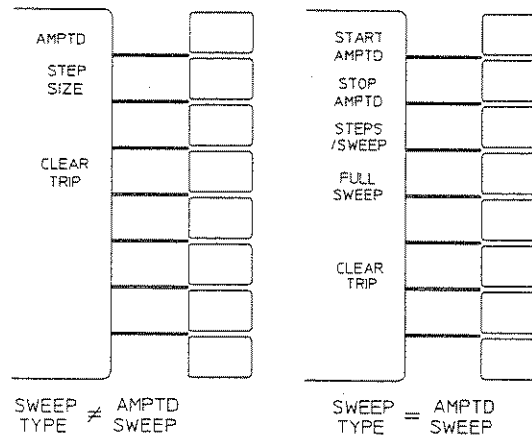 AMPTD
STEP
SIZE
CLEAR
TRIP
SWEEP
TYPE ≠ AMPTD
SWEEP
START
AMPTD
STOP
AMPTD
STEPS
/SWEEP
FULL
SWEEP
CLEAR
TRIP
SWEEP
TYPE = AMPTD
SWEEP